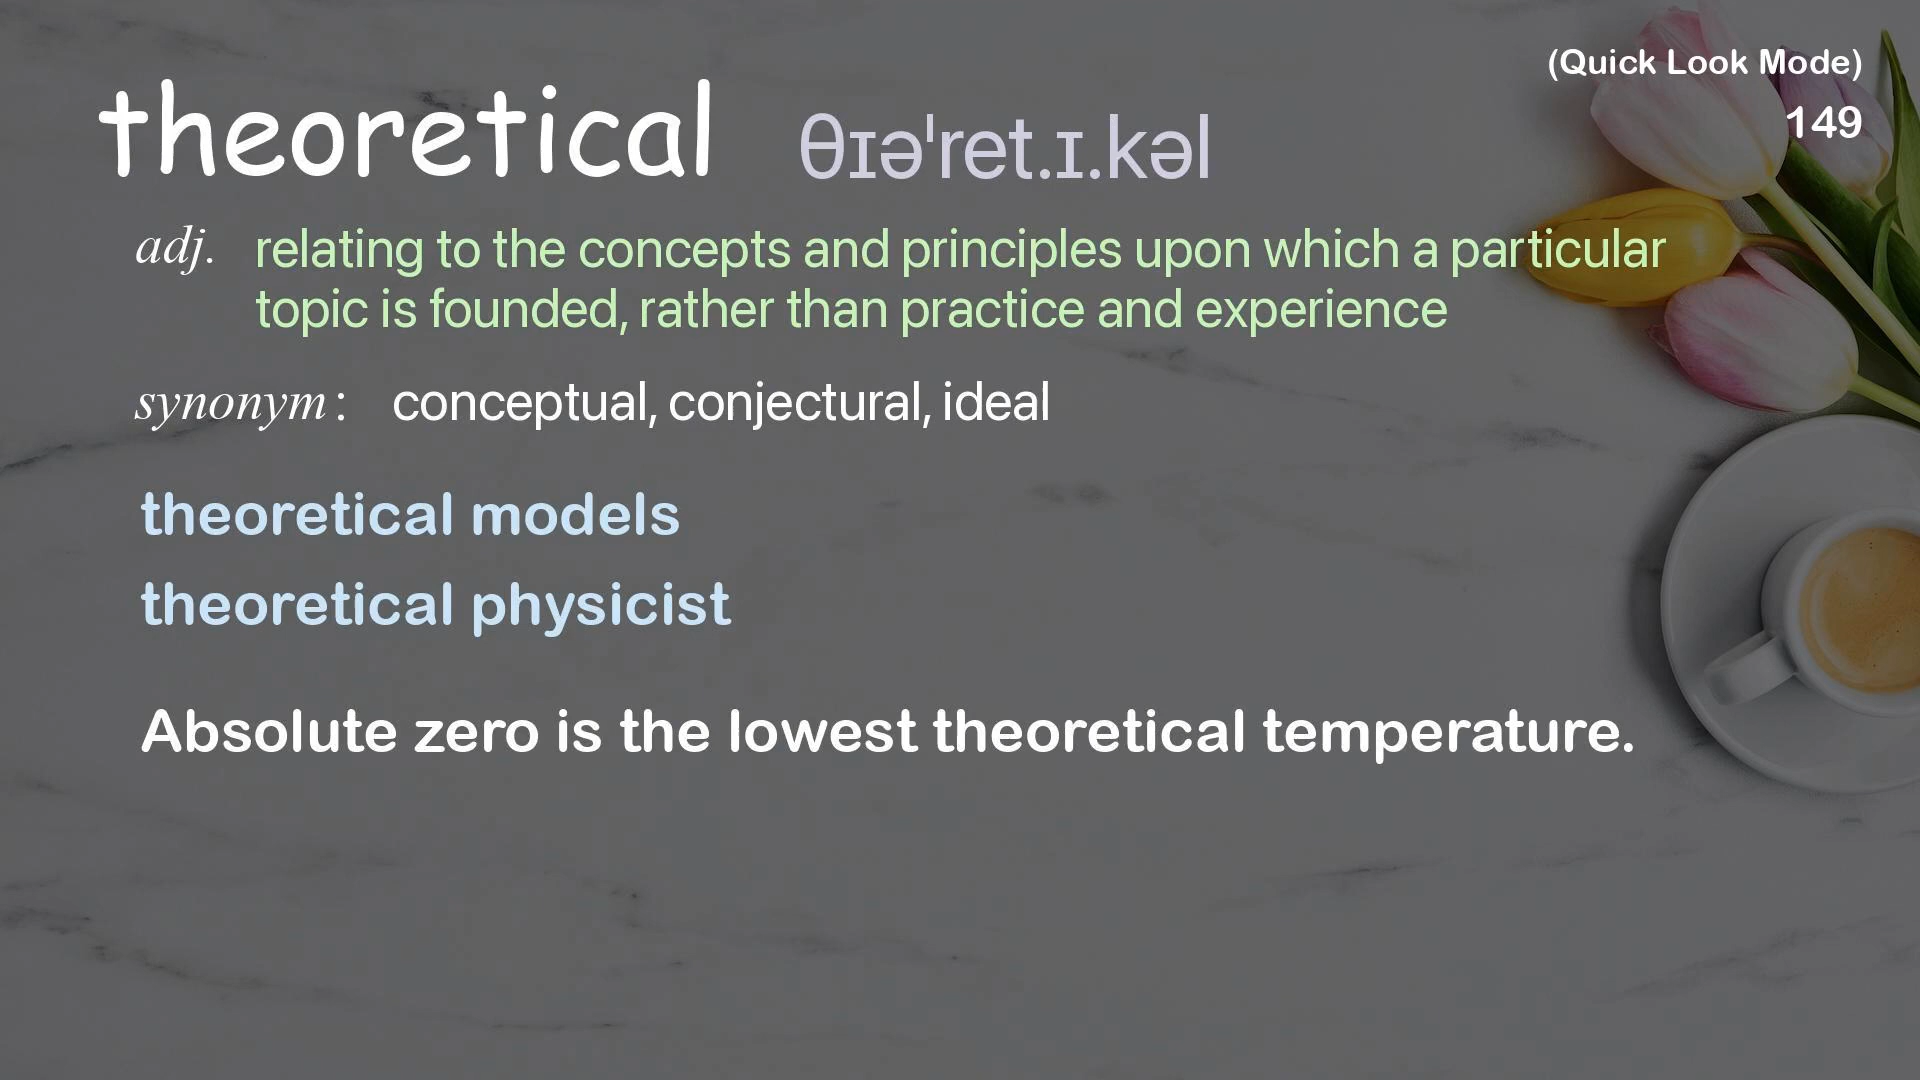 (Quick Look Mode)
149
theoretical θɪəˈret.ɪ.kəl
adj. relating to the concepts and principles upon which a particular
topic is founded, rather than practice and experience
synonym : conceptual, conjectural, ideal
theoretical models
theoretical physicist
Absolute zero is the lowest theoretical temperature.